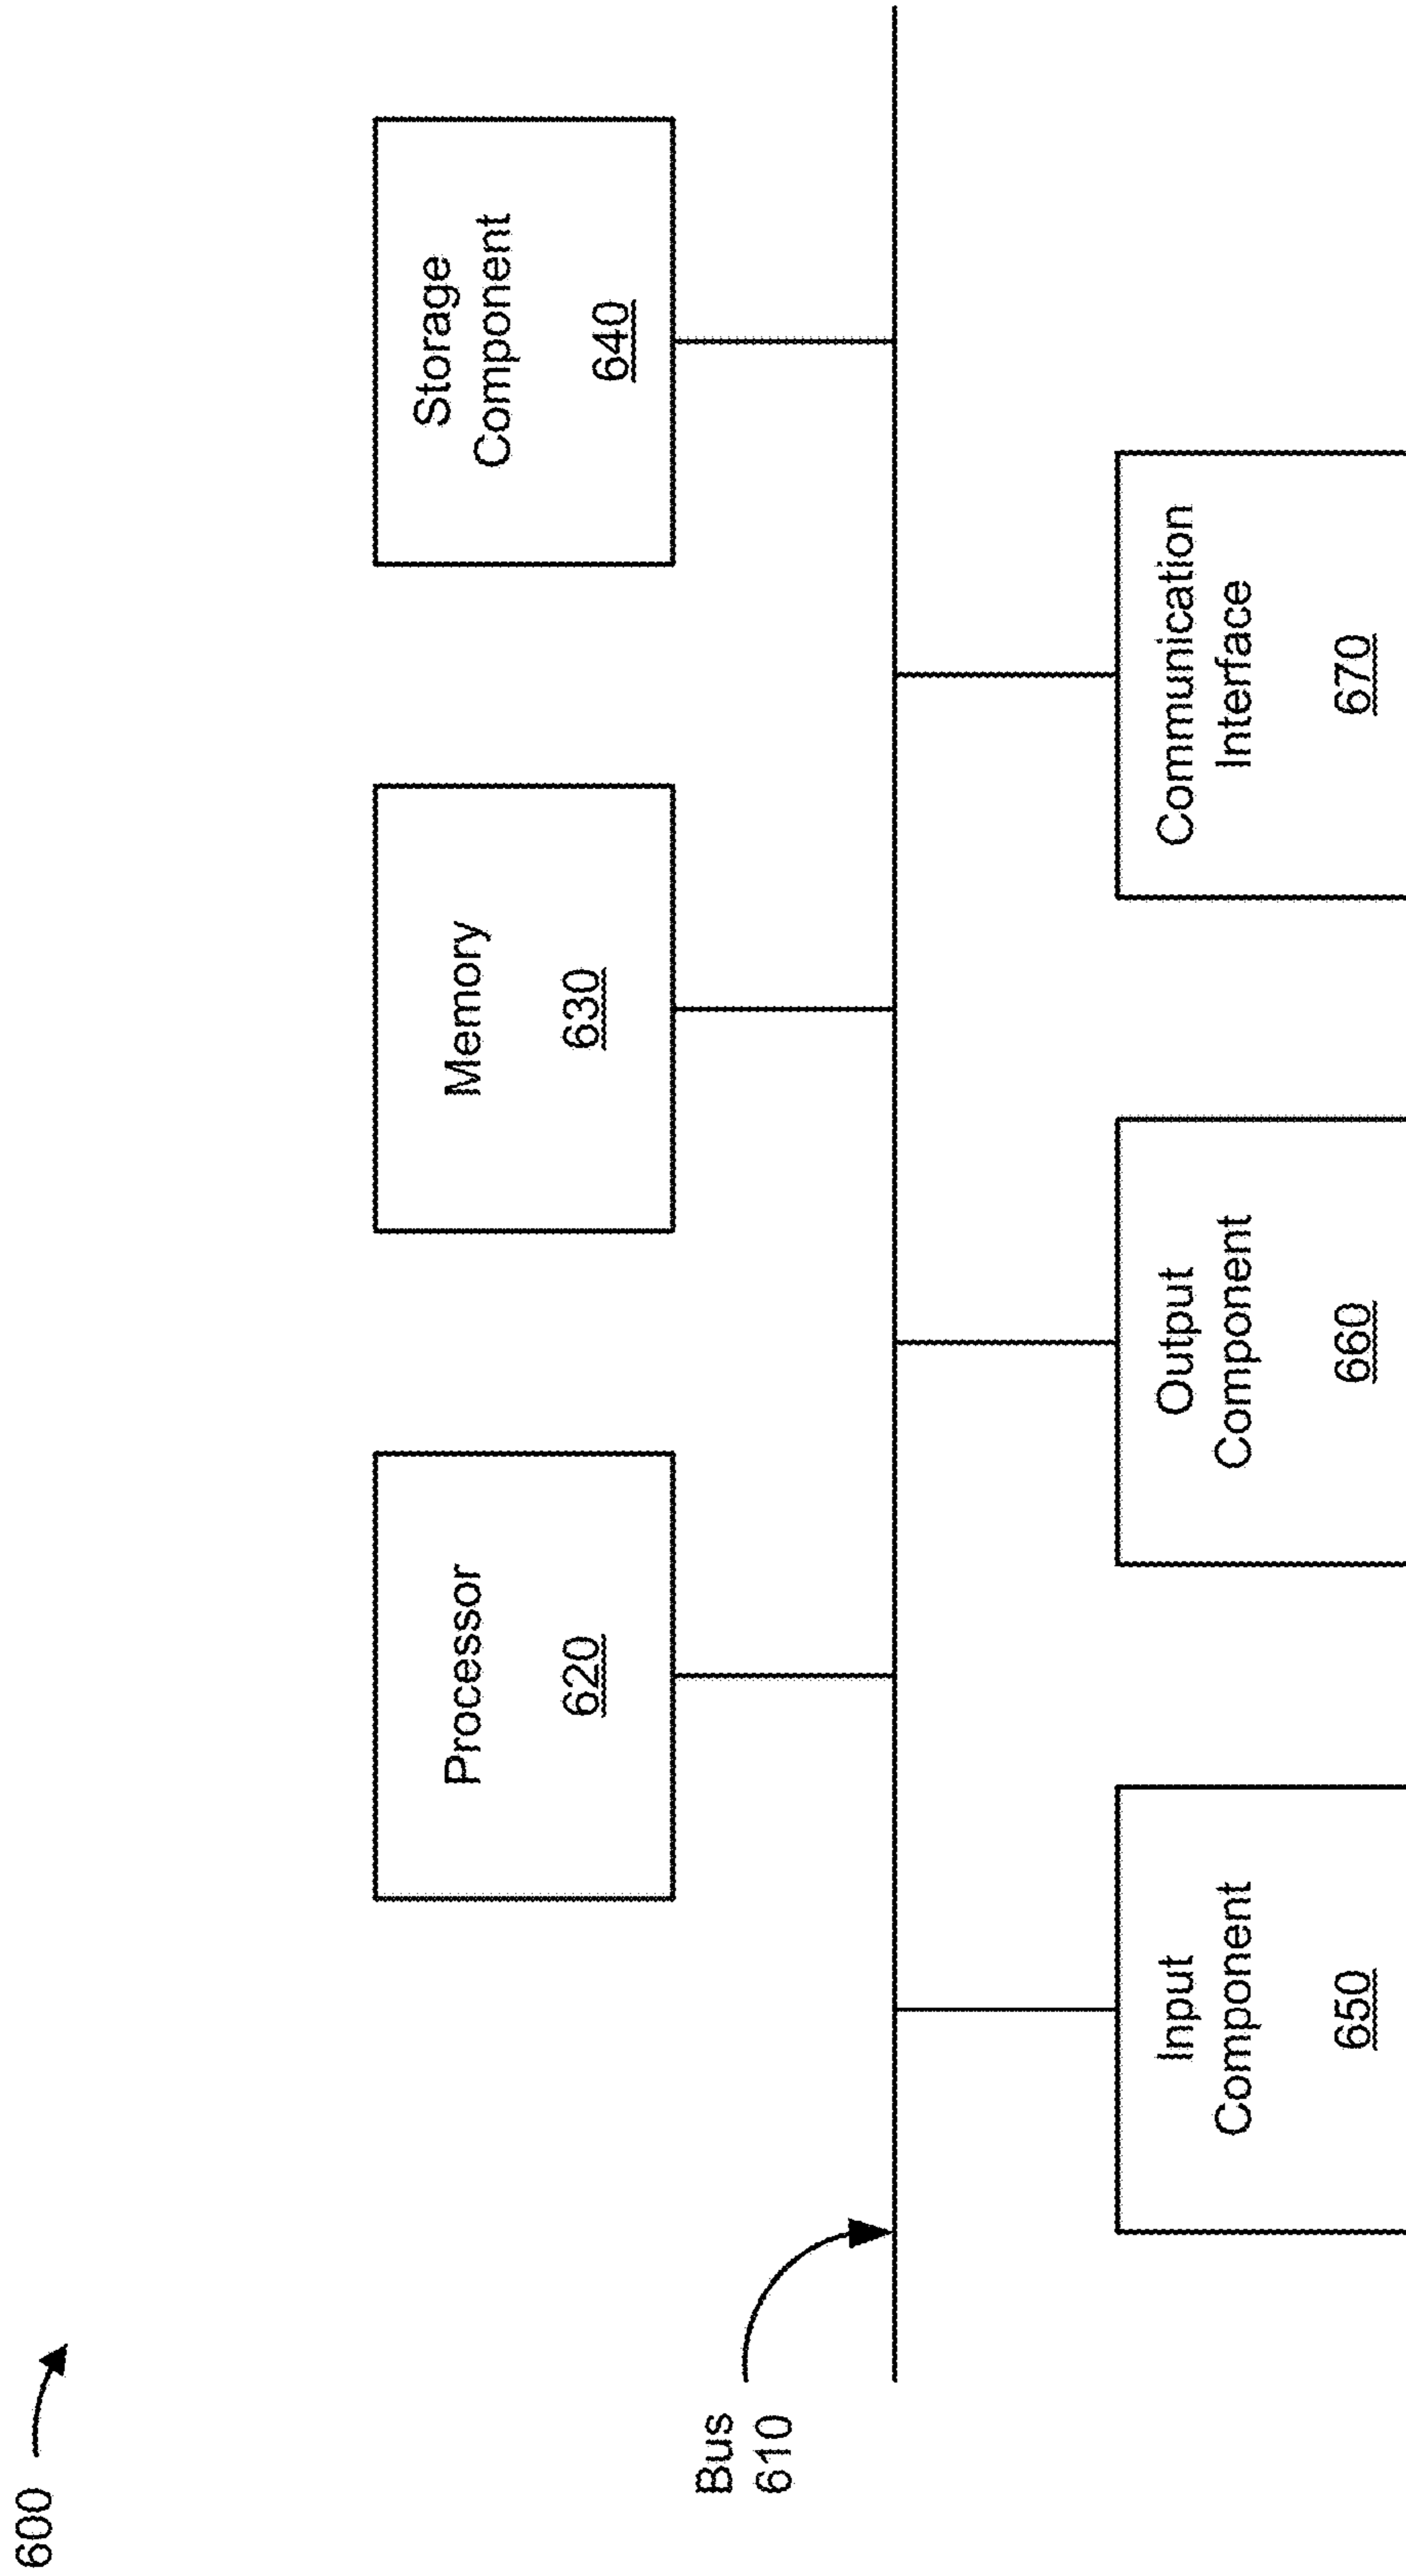 600
Processor
620
Memory
630
Storage
Component
640
Bus
610
Input
Component
650
Output
Component
660
Communication
Interface
670